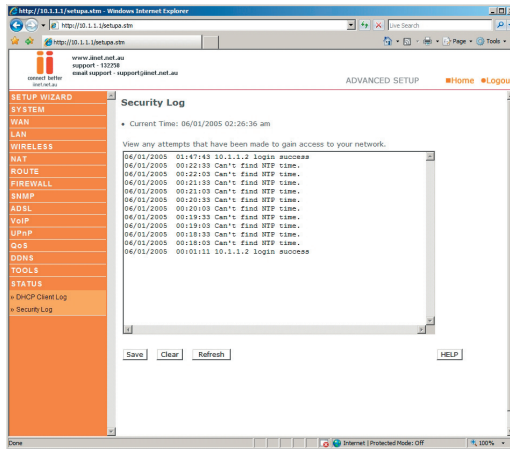 http://10.1.1.1/setupa.stm - Windows Internet Explorer
http://10.1.1.1/setupa.stm
Live Search
http://10.1.1.1/setupa.stm
Page
Tools
connect better
iinet.net.au
www.iinet.net.au
support - 132258
email support - support@iinet.net.au
ADVANCED SETUP
Home
Logout
SETUP WIZARD
SYSTEM
WAN
LAN
WIRELESS
NAT
ROUTE
FIREWALL
SNMP
ADSL
VoIP
UPnP
QoS
DDNS
TOOLS
STATUS
» DHCP Client Log
» Security Log
Security Log
• Current Time: 06/01/2005 02:26:36 am
View any attempts that have been made to gain access to your network.
06/01/2005 01:47:43 10.1.1.2 login success
06/01/2005 00:22:33 Can't find NTP time.
06/01/2005 00:22:03 Can't find NTP time.
06/01/2005 00:21:33 Can't find NTP time.
06/01/2005 00:21:03 Can't find NTP time.
06/01/2005 00:20:33 Can't find NTP time.
06/01/2005 00:20:03 Can't find NTP time.
06/01/2005 00:19:33 Can't find NTP time.
06/01/2005 00:19:03 Can't find NTP time.
06/01/2005 00:18:33 Can't find NTP time.
06/01/2005 00:18:03 Can't find NTP time.
06/01/2005 00:01:11 10.1.1.2 login success
Save
Clear
Refresh
HELP
Done
Internet | Protected Mode: Off
100%